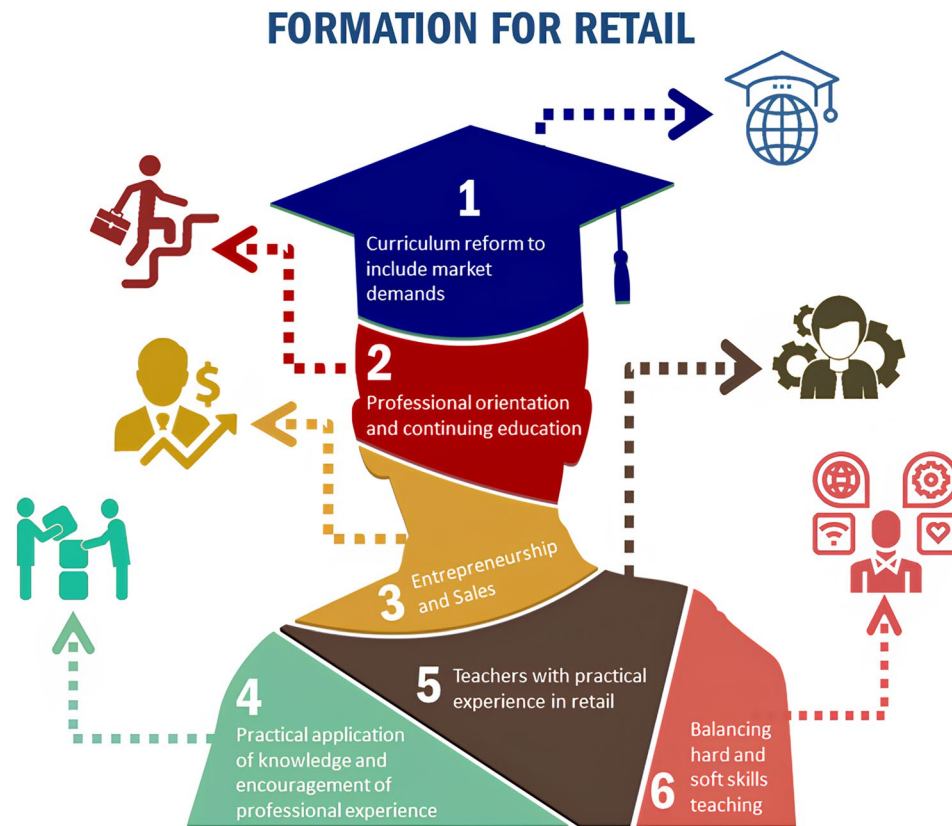 FORMATION FOR RETAIL
1
Curriculum reform to
include market
demands
2
Professional orientation
and continuing education
$
3
Entrepreneurship
and Sales
4
Practical application
of knowledge and
encouragement of
professional experience
5
Teachers with practical
experience in retail
6
Balancing
hard and
soft skills
teaching